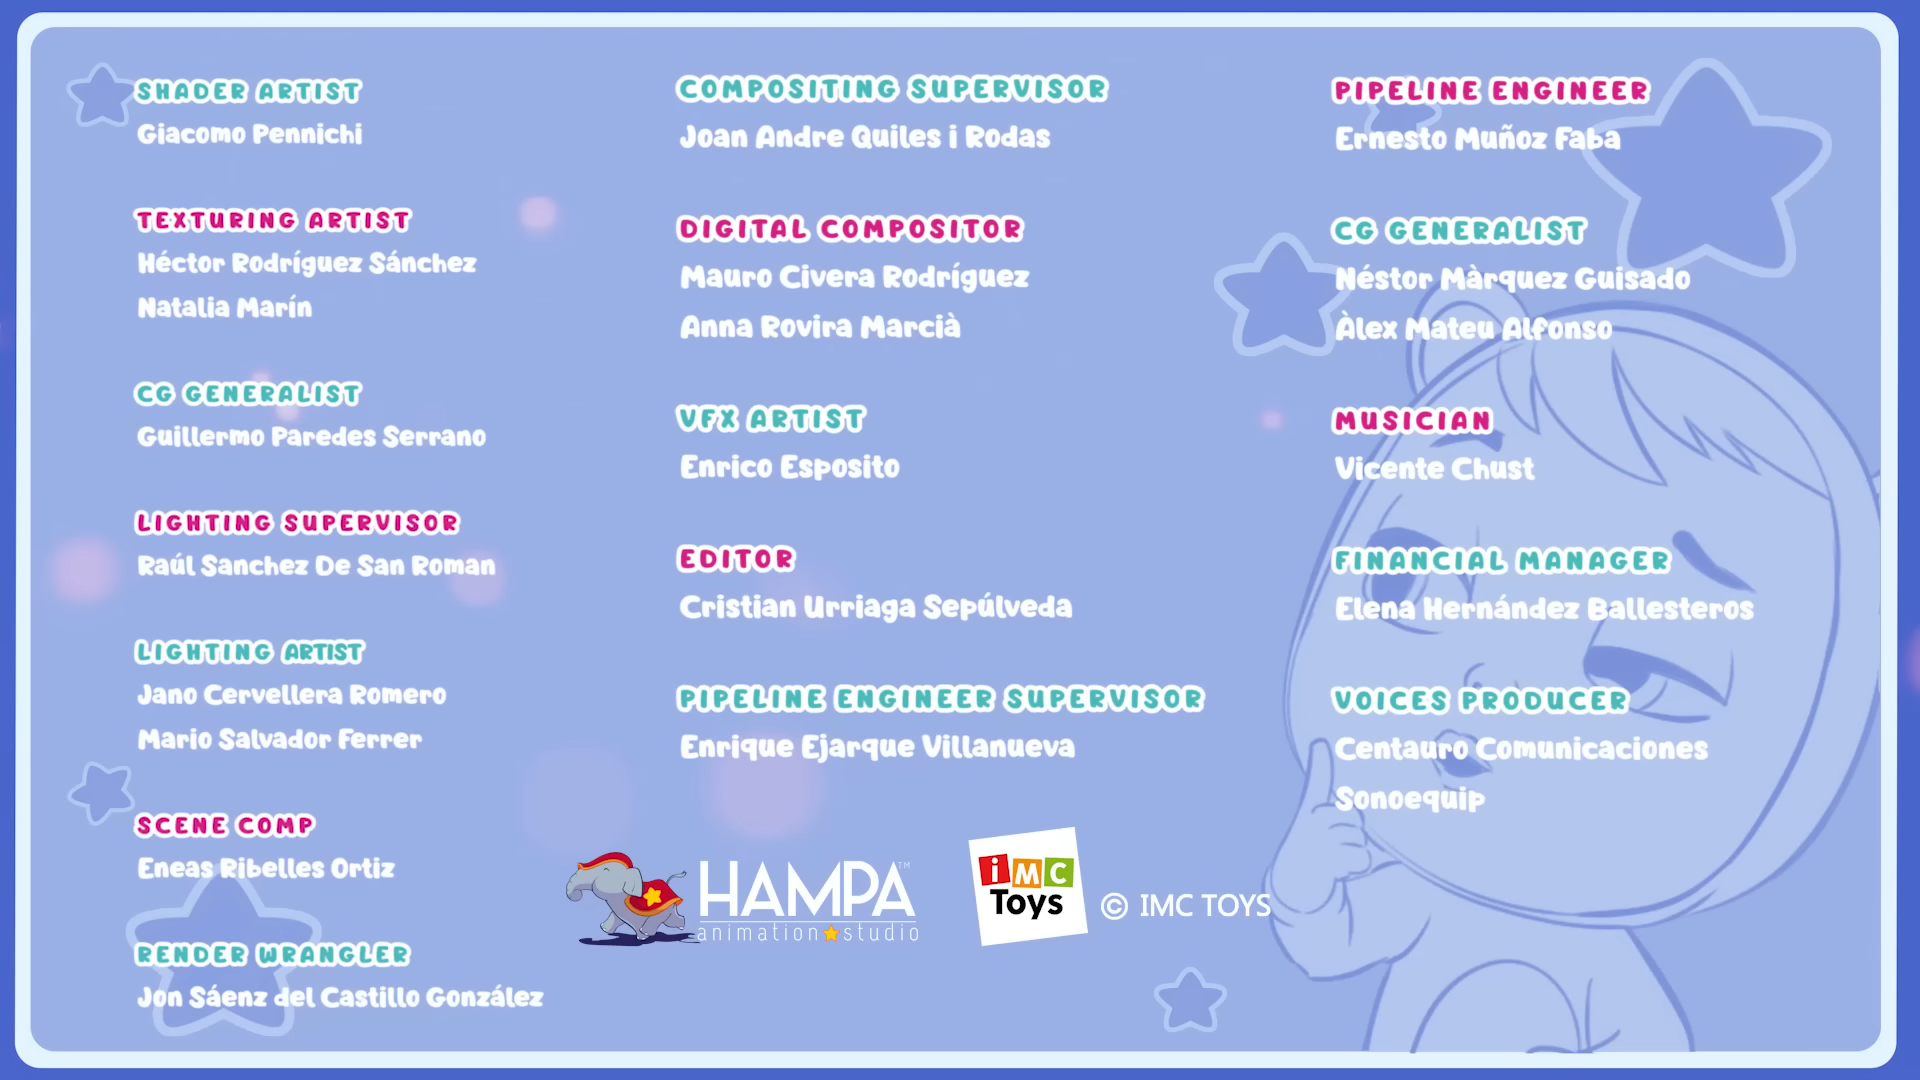 SHADER ARTIST
Giacomo Pennichi
TEXTURING ARTIST
Héctor Rodríguez Sánchez
Natalia Marín
CG GENERALIST
Guillermo Paredes Serrano
LIGHTING SUPERVISOR
Raúl Sanchez De San Roman
LIGHTING ARTIST
Jano Cervellera Romero
Mario Salvador Ferrer
SCENE COMP
Eneas Ribelles Ortiz
RENDER WRANGLER
Jon Sáenz del Castillo González
COMPOSITING SUPERVISOR
Joan Andre Quiles i Rodas
DIGITAL COMPOSITOR
Mauro Civera Rodríguez
Anna Rovira Marcià
VFX ARTIST
Enrico Esposito
EDITOR
Cristian Urriaga Sepúlveda
PIPELINE ENGINEER SUPERVISOR
Enrique Ejarque Villanueva
HAMPA™
animation studio
iMC
Toys
© IMC TOYS
PIPELINE ENGINEER
Ernesto Muñoz Faba
CG GENERALIST
Néstor Màrquez Guisado
Àlex Mateu Alfonso
MUSICIAN
Vicente Chust
FINANCIAL MANAGER
Elena Hernández Ballesteros
VOICES PRODUCER
Centauro Comunicaciones
Sonoequip